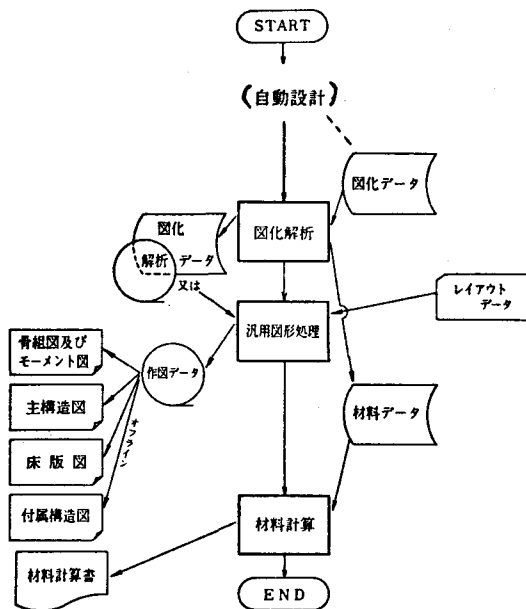 START
(自動設計)
図化データ
図化
解析データ
図化解析
又は
レイアウト
データ
汎用図形処理
骨組図及び
モーメント図
作図データ
主構造図
材料データ
オフライン
床版図
付属構造図
材料計算
材料計算書
END